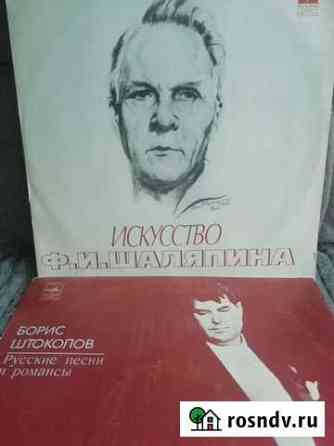 ИСКУССТВО
Ф.И.ШАЛЯПИНА
БОРИС
ШТОКОЛОВ
Русские песни
и романсы
rosndv.ru